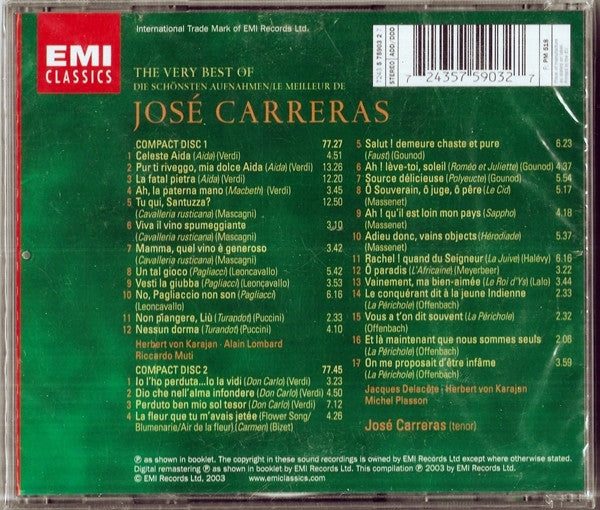 International Trade Mark of EMI Records Ltd.
EMI
CLASSICS
THE VERY BEST OF
DIE SCHÖNSTEN AUFNAHMEN/LE MEILLEUR DE
JOSÉ CARRERAS
7243 5 75903 2 7
STEREO ADD/DDD
7 24357 59032 7
F: PM 518
COMPACT DISC 1 77.27
1 Celeste Aida (Aida) (Verdi) 4.51
2 Pur ti riveggo, mia dolce Aida (Aida) (Verdi) 13.26
3 La fatal pietra (Aida) (Verdi) 12.20
4 Ah, la paterna mano (Macbeth) (Verdi) 3.45
5 Tu qui, Santuzza? 12.50
(Cavalleria rusticana) (Mascagni)
6 Viva il vino spumeggiante 3.10
(Cavalleria rusticana) (Mascagni)
7 Mamma, quel vino è generoso 3.42
(Cavalleria rusticana) (Mascagni)
8 Un tal gioco (Pagliacci) (Leoncavallo) 5.42
9 Vesti la giubba (Pagliacci) (Leoncavallo) 3.53
10 No, Pagliaccio non son (Pagliacci) 6.16
(Leoncavallo)
11 Non piangere, Liù (Turandot) (Puccini) 2.33
12 Nessun dorma (Turandot) (Puccini) 4.10
Herbert von Karajan · Alain Lombard
Riccardo Muti
COMPACT DISC 2 77.45
1 Io l'ho perduta...Io la vidi (Don Carlo) (Verdi) 3.23
2 Dio che nell'alma infondere (Don Carlo) (Verdi) 4.50
3 Perduto ben mio sol tesor (Don Carlo) (Verdi) 7.12
4 La fleur que tu m'avais jetée (Flower Song/ 4.26
Blumenarie/Air de la fleur) (Carmen) (Bizet)
5 Salut ! demeure chaste et pure 6.23
(Faust) (Gounod)
6 Ah ! lève-toi, soleil (Roméo et Juliette) (Gounod) 4.37
7 Source délicieuse (Polyeucte) (Gounod) 5.54
8 Ô Souverain, ô juge, ô père (Le Cid) 5.17
(Massenet)
9 Ah ! qu'il est loin mon pays (Sappho) 4.18
(Massenet)
10 Adieu donc, vains objects (Hérodiade) 5.37
(Massenet)
11 Rachel ! quand du Seigneur (La Juive) (Halévy) 6.16
12 Ô paradis (L'Africaine) (Meyerbeer) 3.22
13 Vainement, ma bien-aimée (Le Roi d'Ys) (Lalo) 3.44
14 Le conquérant dit à la jeune Indienne 2.33
(La Périchole) (Offenbach)
15 Vous a t'on dit souvent (La Périchole) 2.32
(Offenbach)
16 Et là maintenant que nous sommes seuls 2.06
(La Périchole) (Offenbach)
17 On me proposait d'être infâme 3.59
(La Périchole) (Offenbach)
Jacques Delacôte · Herbert von Karajan
Michel Plasson
José Carreras (tenor)
℗ as shown in booklet. The copyright in these sound recordings is owned by EMI Records Ltd except where otherwise stated.
Digital remastering ℗ as shown in booklet by EMI Records Ltd. This compilation ℗ 2003 by EMI Records Ltd.
© EMI Records Ltd, 2003 www.emiclassics.com